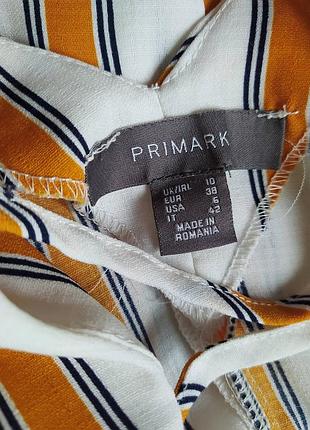 PRIMARK
UK/IRL 10
EUR 38
USA 6
IT 42
MADE IN
ROMANIA